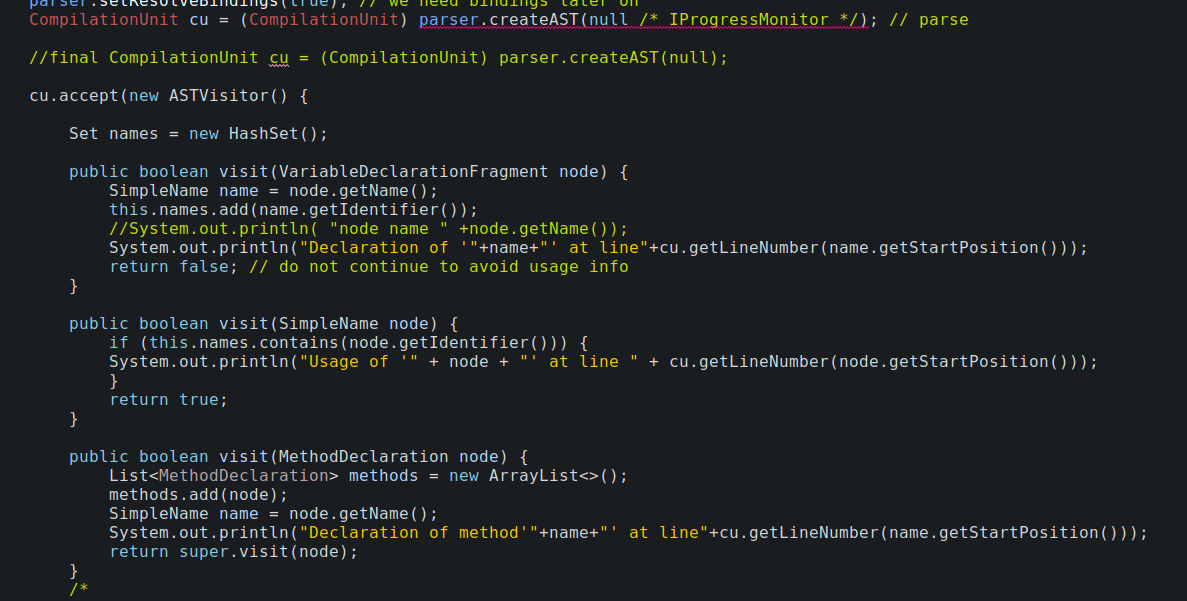 parser.setResolveBindings(true); // we need bindings later on
CompilationUnit cu = (CompilationUnit) parser.createAST(null /* IProgressMonitor */); // parse
//final CompilationUnit cu = (CompilationUnit) parser.createAST(null);
cu.accept(new ASTVisitor() {
Set names = new HashSet();
public boolean visit(VariableDeclarationFragment node) {
SimpleName name = node.getName();
this.names.add(name.getIdentifier());
//System.out.println( "node name " +node.getName());
System.out.println("Declaration of '"+name+"' at line"+cu.getLineNumber(name.getStartPosition()));
return false; // do not continue to avoid usage info
}
public boolean visit(SimpleName node) {
if (this.names.contains(node.getIdentifier())) {
System.out.println("Usage of '" + node + "' at line " + cu.getLineNumber(node.getStartPosition()));
}
return true;
}
public boolean visit(MethodDeclaration node) {
List<MethodDeclaration> methods = new ArrayList<>();
methods.add(node);
SimpleName name = node.getName();
System.out.println("Declaration of method'"+name+"' at line"+cu.getLineNumber(name.getStartPosition()));
return super.visit(node);
}
/*